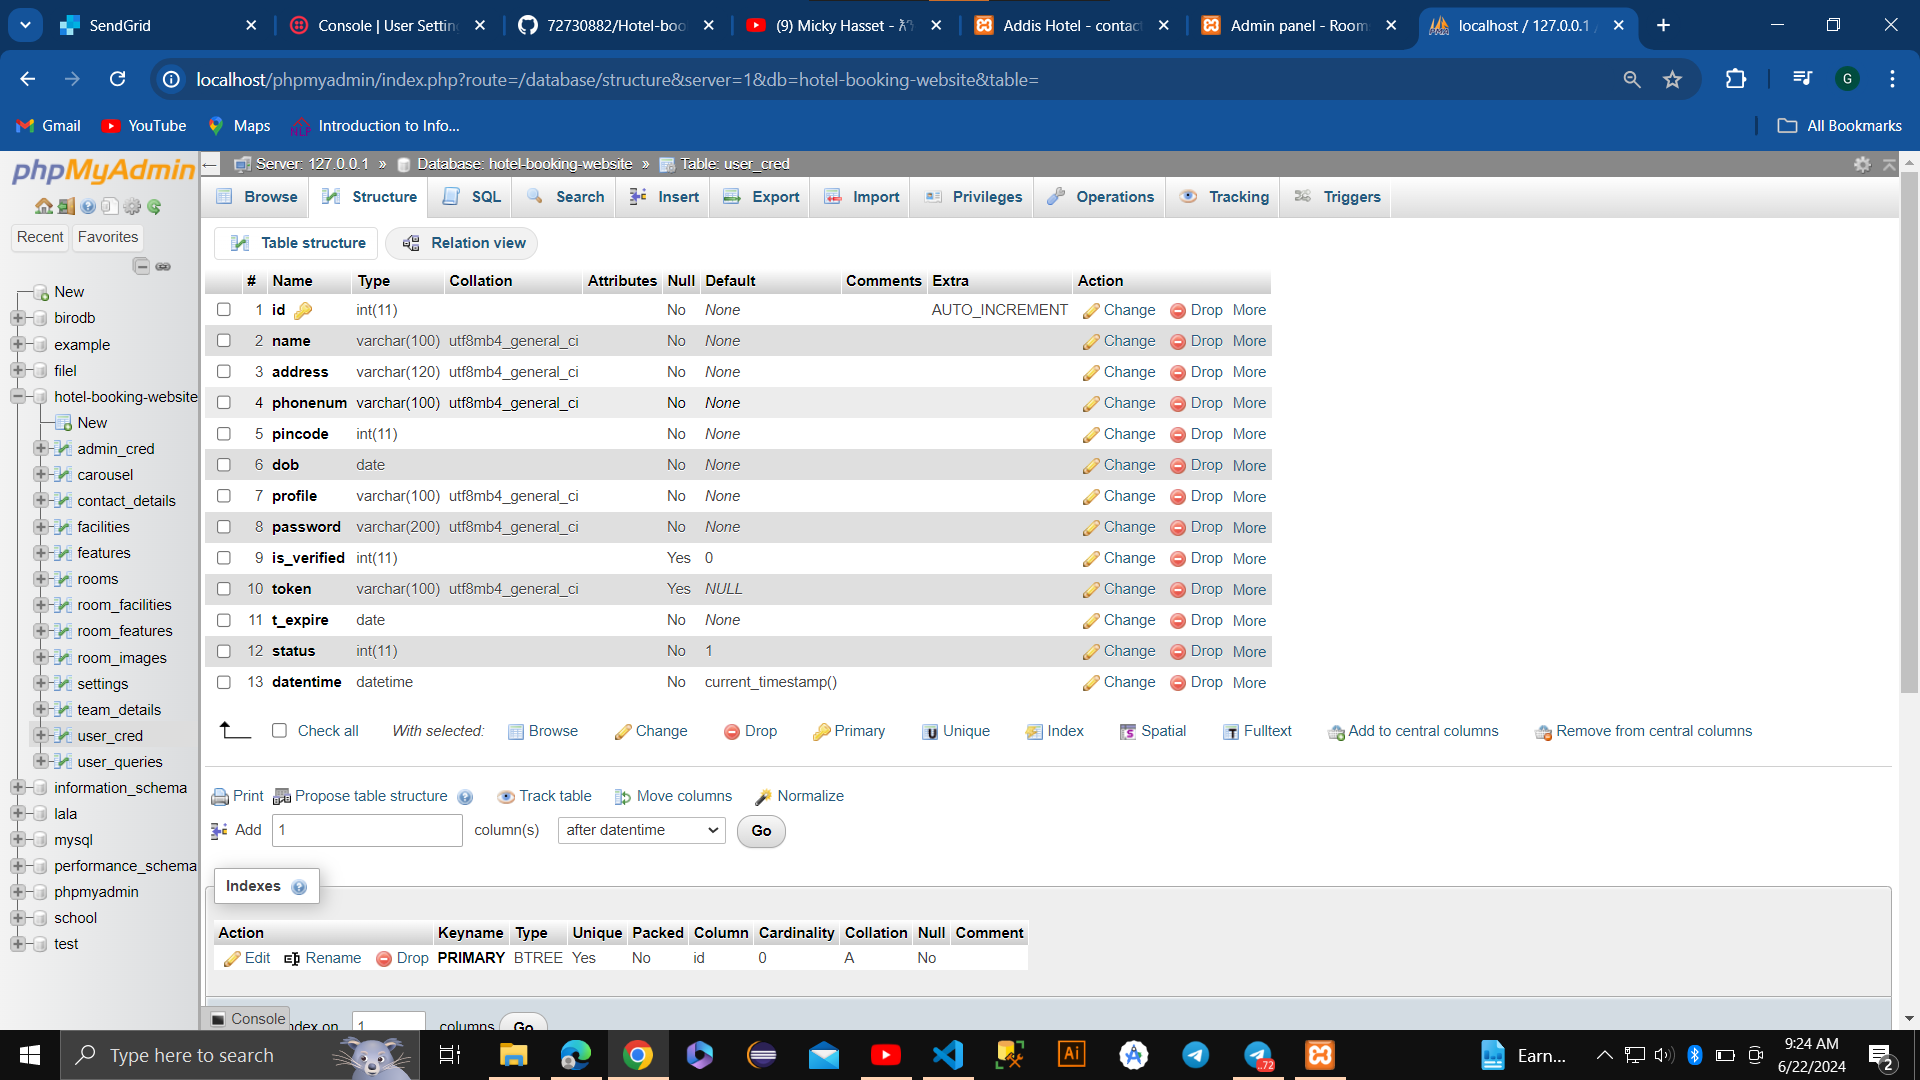 SendGrid
Console | User Settin
72730882/Hotel-boo
(9) Micky Hasset -
Addis Hotel - contac
Admin panel - Room
localhost / 127.0.0.1 /
localhost/phpmyadmin/index.php?route=/database/structure&server=1&db=hotel-booking-website&table=
G
Gmail
YouTube
Maps
NLP
Introduction to Info...
All Bookmarks
phpMyAdmin
Recent
Favorites
New
birodb
example
filel
hotel-booking-website
New
admin_cred
carousel
contact_details
facilities
features
rooms
room_facilities
room_features
room_images
settings
team_details
user_cred
user_queries
information_schema
lala
mysql
performance_schema
phpmyadmin
school
test
Server: 127.0.0.1 » Database: hotel-booking-website » Table: user_cred
Browse Structure SQL Search Insert Export Import Privileges Operations Tracking Triggers
Table structure Relation view
# Name Type Collation Attributes Null Default Comments Extra Action
1 id int(11) No None AUTO_INCREMENT Change Drop More
2 name varchar(100) utf8mb4_general_ci No None Change Drop More
3 address varchar(120) utf8mb4_general_ci No None Change Drop More
4 phonenum varchar(100) utf8mb4_general_ci No None Change Drop More
5 pincode int(11) No None Change Drop More
6 dob date No None Change Drop More
7 profile varchar(100) utf8mb4_general_ci No None Change Drop More
8 password varchar(200) utf8mb4_general_ci No None Change Drop More
9 is_verified int(11) Yes 0 Change Drop More
10 token varchar(100) utf8mb4_general_ci Yes NULL Change Drop More
11 t_expire date No None Change Drop More
12 status int(11) No 1 Change Drop More
13 datentime datetime No current_timestamp() Change Drop More
Check all With selected: Browse Change Drop Primary Unique Index Spatial Fulltext Add to central columns Remove from central columns
Print Propose table structure Track table Move columns Normalize
Add 1 column(s) after datentime Go
Indexes
Action Keyname Type Unique Packed Column Cardinality Collation Null Comment
Edit Rename Drop PRIMARY BTREE Yes No id 0 A No
Console
ndex on 1 columns Go
Type here to search
Ai
72
Earn...
9:24 AM
6/22/2024
2